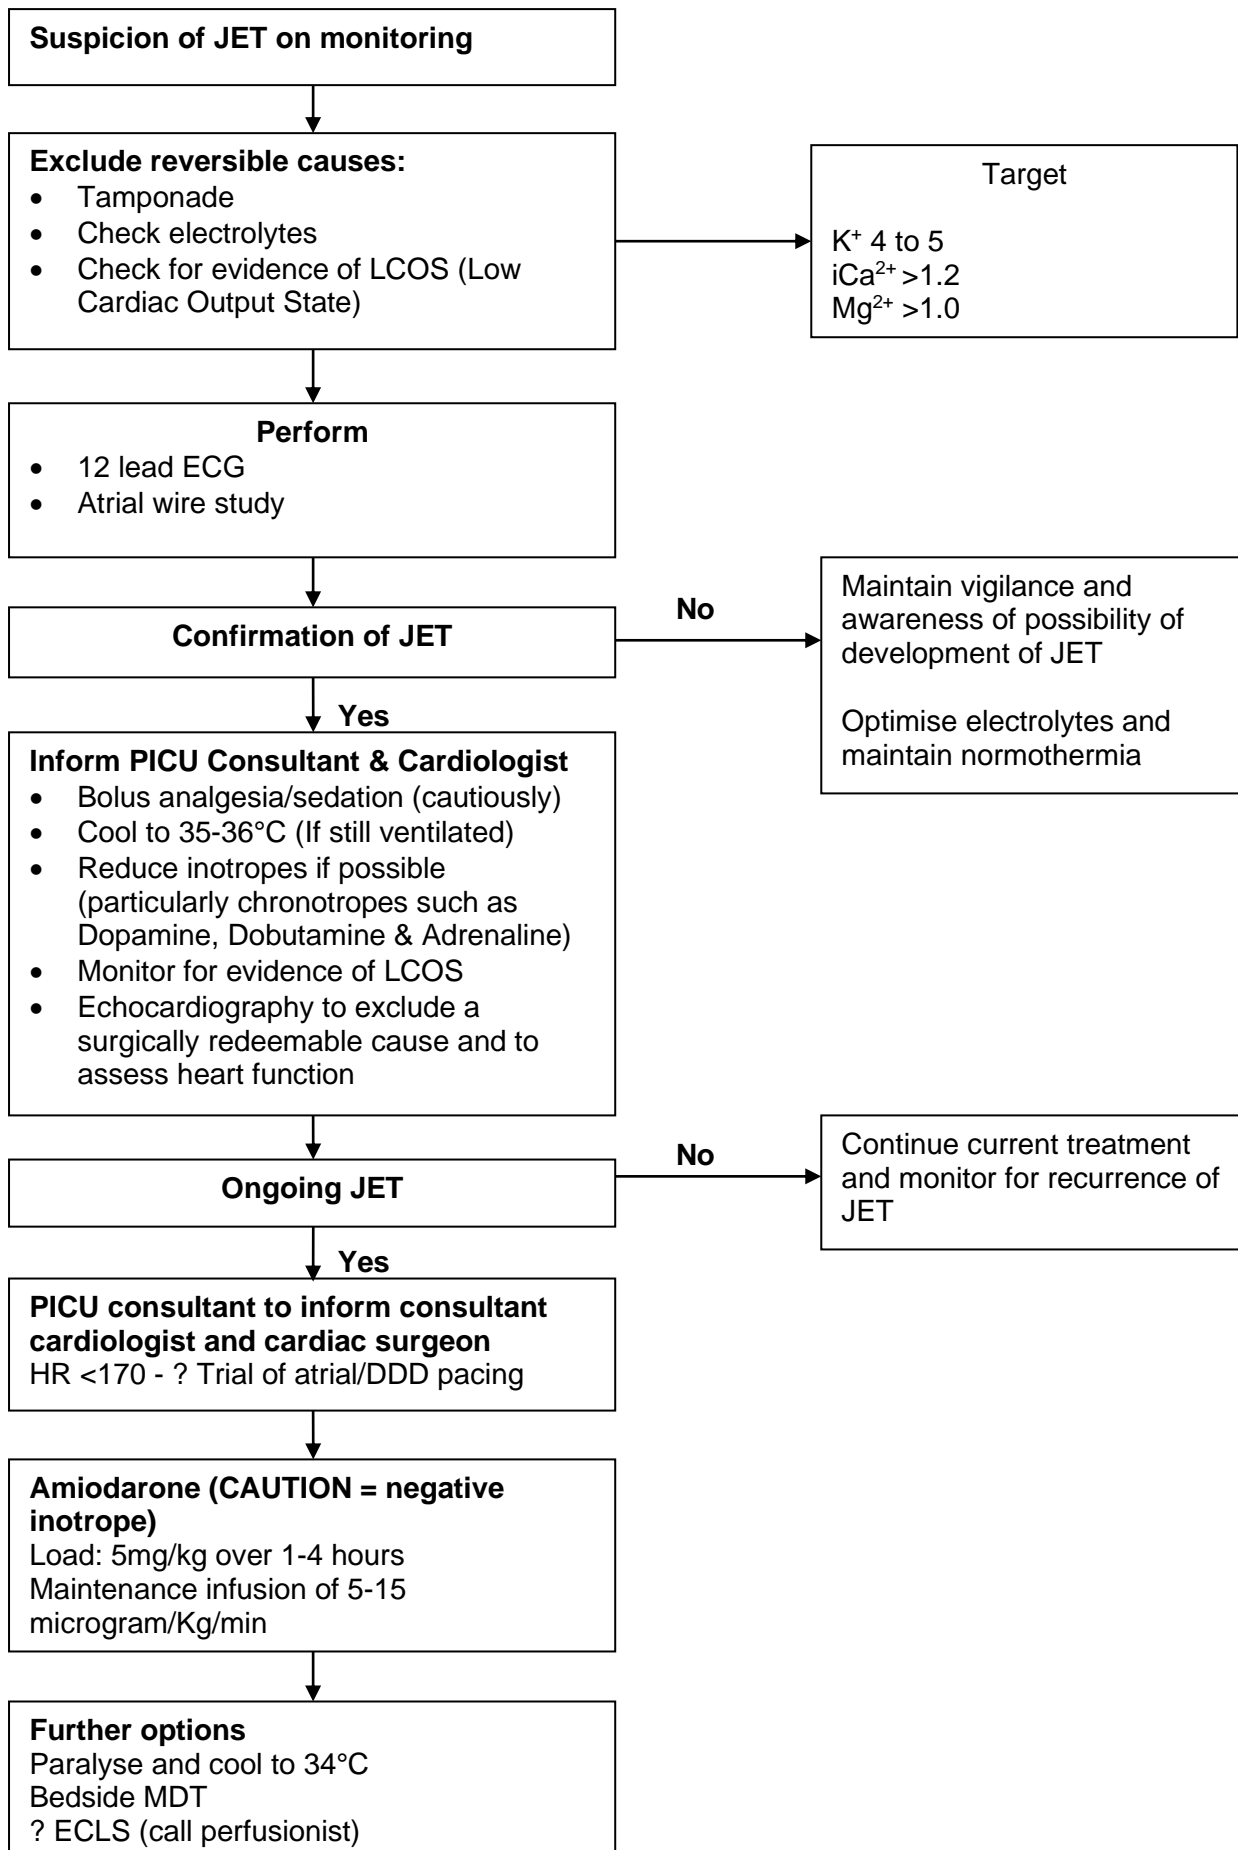 Suspicion of JET on monitoring
Exclude reversible causes:
• Tamponade
• Check electrolytes
• Check for evidence of LCOS (Low
Cardiac Output State)
Target
K⁺ 4 to 5
iCa²⁺ >1.2
Mg²⁺ >1.0
Perform
• 12 lead ECG
• Atrial wire study
Confirmation of JET
No
Maintain vigilance and
awareness of possibility of
development of JET
Optimise electrolytes and
maintain normothermia
Yes
Inform PICU Consultant & Cardiologist
• Bolus analgesia/sedation (cautiously)
• Cool to 35-36°C (If still ventilated)
• Reduce inotropes if possible
(particularly chronotropes such as
Dopamine, Dobutamine & Adrenaline)
• Monitor for evidence of LCOS
• Echocardiography to exclude a
surgically redeemable cause and to
assess heart function
Ongoing JET
No
Continue current treatment
and monitor for recurrence of
JET
Yes
PICU consultant to inform consultant
cardiologist and cardiac surgeon
HR <170 - ? Trial of atrial/DDD pacing
Amiodarone (CAUTION = negative
inotrope)
Load: 5mg/kg over 1-4 hours
Maintenance infusion of 5-15
microgram/Kg/min
Further options
Paralyse and cool to 34°C
Bedside MDT
? ECLS (call perfusionist)